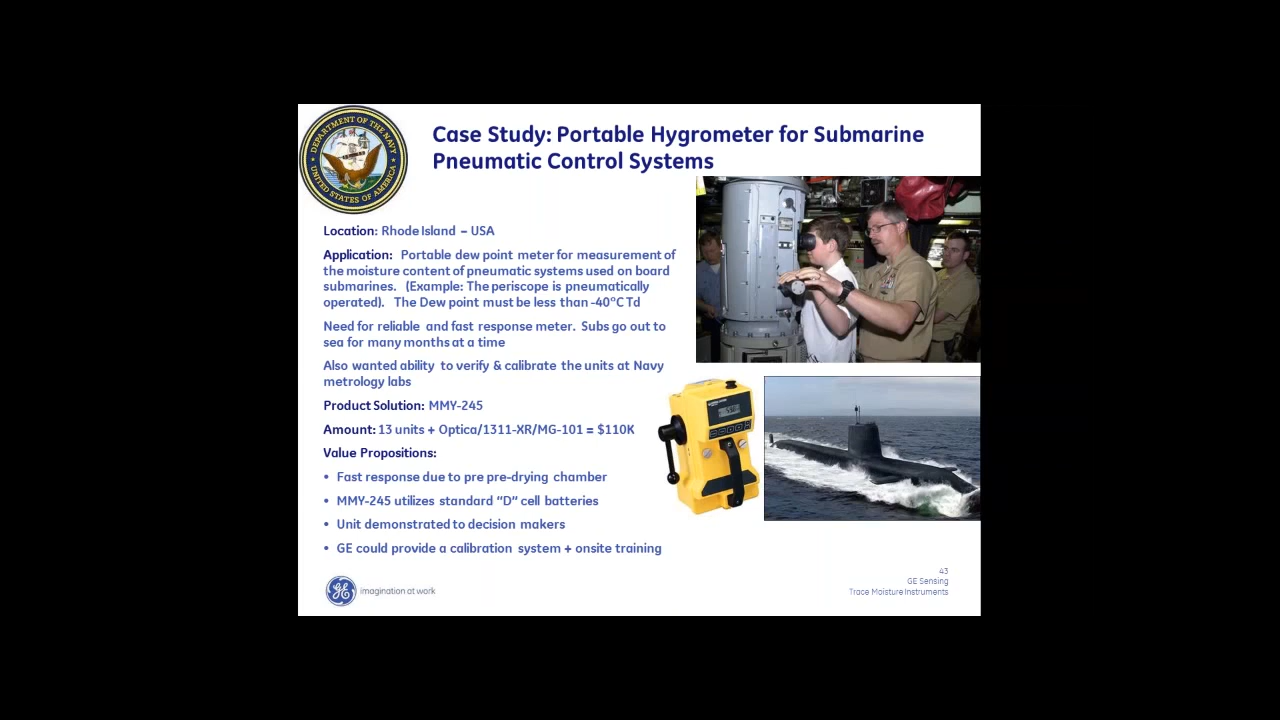 DEPARTMENT OF THE NAVY
UNITED STATES OF AMERICA
Case Study: Portable Hygrometer for Submarine
Pneumatic Control Systems
Location: Rhode Island – USA
Application: Portable dew point meter for measurement of
the moisture content of pneumatic systems used on board
submarines. (Example: The periscope is pneumatically
operated). The Dew point must be less than -40°C Td
Need for reliable and fast response meter. Subs go out to
sea for many months at a time
Also wanted ability to verify & calibrate the units at Navy
metrology labs
Product Solution: MMY-245
Amount: 13 units + Optica/1311-XR/MG-101 = $110K
Value Propositions:
• Fast response due to pre pre-drying chamber
• MMY-245 utilizes standard “D” cell batteries
• Unit demonstrated to decision makers
• GE could provide a calibration system + onsite training
GE imagination at work
43
GE Sensing
Trace Moisture Instruments